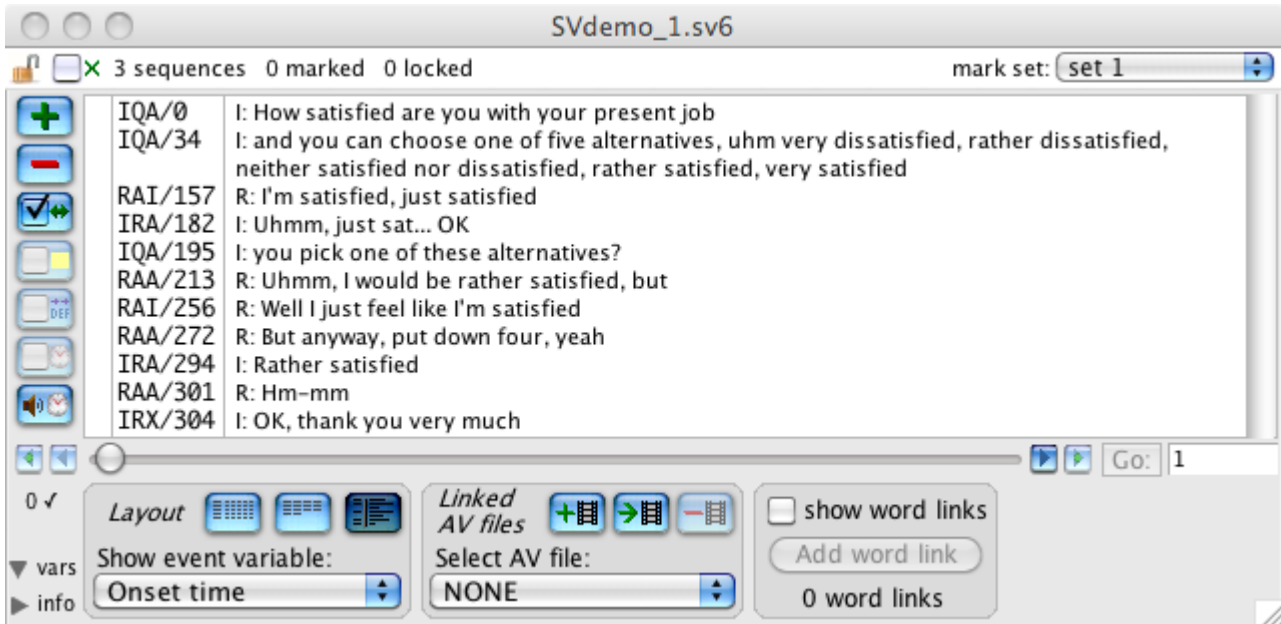 SVdemo_1.sv6
3 sequences 0 marked 0 locked mark set: set 1
IQA/0 I: How satisfied are you with your present job
IQA/34 I: and you can choose one of five alternatives, uhm very dissatisfied, rather dissatisfied,
neither satisfied nor dissatisfied, rather satisfied, very satisfied
RAI/157 R: I'm satisfied, just satisfied
IRA/182 I: Uhmm, just sat... OK
IQA/195 I: you pick one of these alternatives?
RAA/213 R: Uhmm, I would be rather satisfied, but
RAI/256 R: Well I just feel like I'm satisfied
RAA/272 R: But anyway, put down four, yeah
IRA/294 I: Rather satisfied
RAA/301 R: Hm-mm
IRX/304 I: OK, thank you very much
DEF
Go: 1
0 ✓
Layout
Linked
AV files
show word links
vars
Show event variable:
Select AV file:
Add word link
info
Onset time
NONE
0 word links